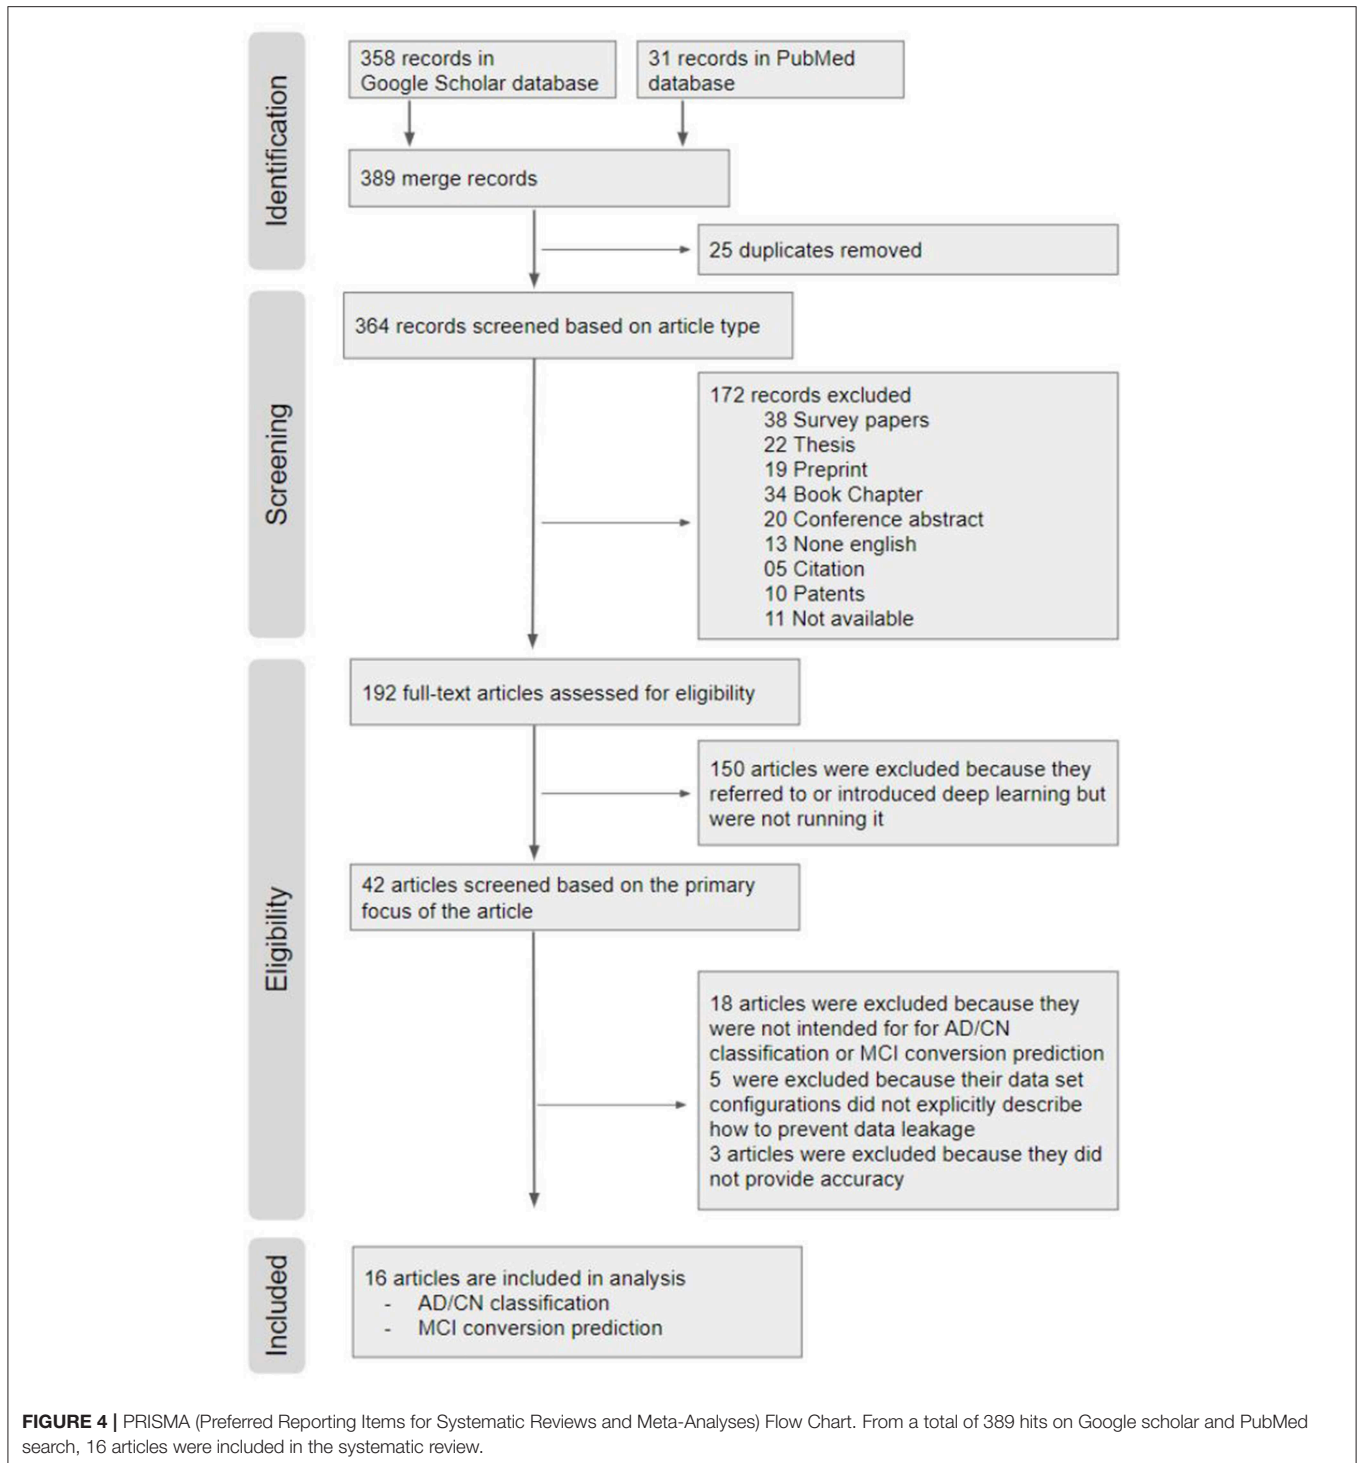 Identification
358 records in
Google Scholar database
31 records in PubMed
database
389 merge records
25 duplicates removed
Screening
364 records screened based on article type
172 records excluded
38 Survey papers
22 Thesis
19 Preprint
34 Book Chapter
20 Conference abstract
13 None english
05 Citation
10 Patents
11 Not available
Eligibility
192 full-text articles assessed for eligibility
150 articles were excluded because they
referred to or introduced deep learning but
were not running it
42 articles screened based on the primary
focus of the article
18 articles were excluded because they
were not intended for for AD/CN
classification or MCI conversion prediction
5 were excluded because their data set
configurations did not explicitly describe
how to prevent data leakage
3 articles were excluded because they did
not provide accuracy
Included
16 articles are included in analysis
- AD/CN classification
- MCI conversion prediction
FIGURE 4 | PRISMA (Preferred Reporting Items for Systematic Reviews and Meta-Analyses) Flow Chart. From a total of 389 hits on Google scholar and PubMed
search, 16 articles were included in the systematic review.